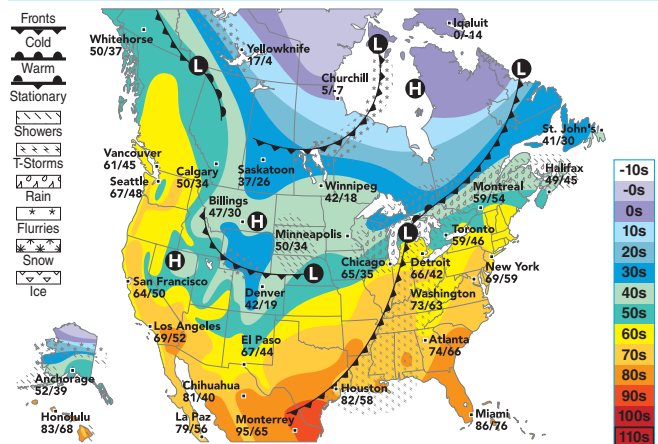 Fronts
Cold
Warm
Stationary
Showers
T-Storms
Rain
Flurries
Snow
Ice
Whitehorse
50/37
Yellowknife
17/4
Iqaluit
0/-14
Churchill
5/-7
L
L
L
H
St. John's
41/30
Vancouver
61/45
Seattle
67/48
Calgary
50/34
Saskatoon
37/26
Winnipeg
42/18
Halifax
49/45
Montreal
59/54
Billings
47/30
H
Minneapolis
50/34
Toronto
59/46
L
H
L
Chicago
65/35
Detroit
66/42
New York
69/59
San Francisco
64/50
Denver
42/19
Washington
73/63
Los Angeles
69/52
El Paso
67/44
Atlanta
74/66
Anchorage
52/39
Honolulu
83/68
Chihuahua
81/40
La Paz
79/56
Monterrey
95/65
Houston
82/58
Miami
86/76
-10s
-0s
0s
10s
20s
30s
40s
50s
60s
70s
80s
90s
100s
110s